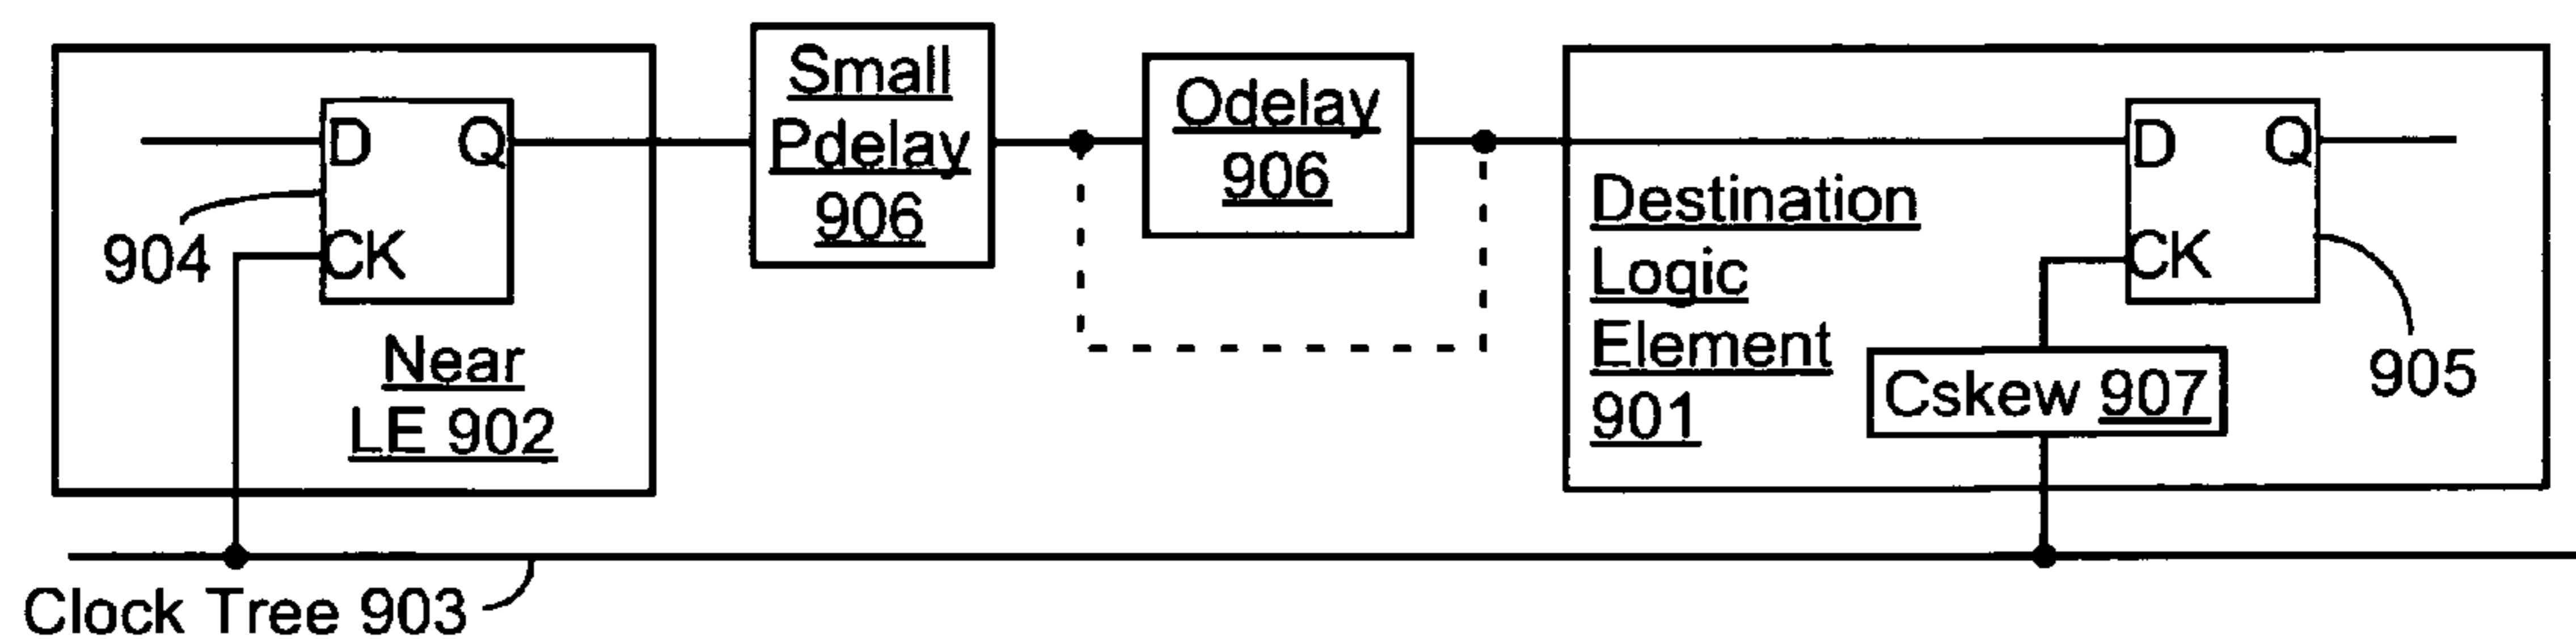 D Q
CK
904
Near
LE 902
Small
Pdelay
906
Odelay
906
Destination
Logic
Element
901
D Q
CK
Cskew 907
905
Clock Tree 903